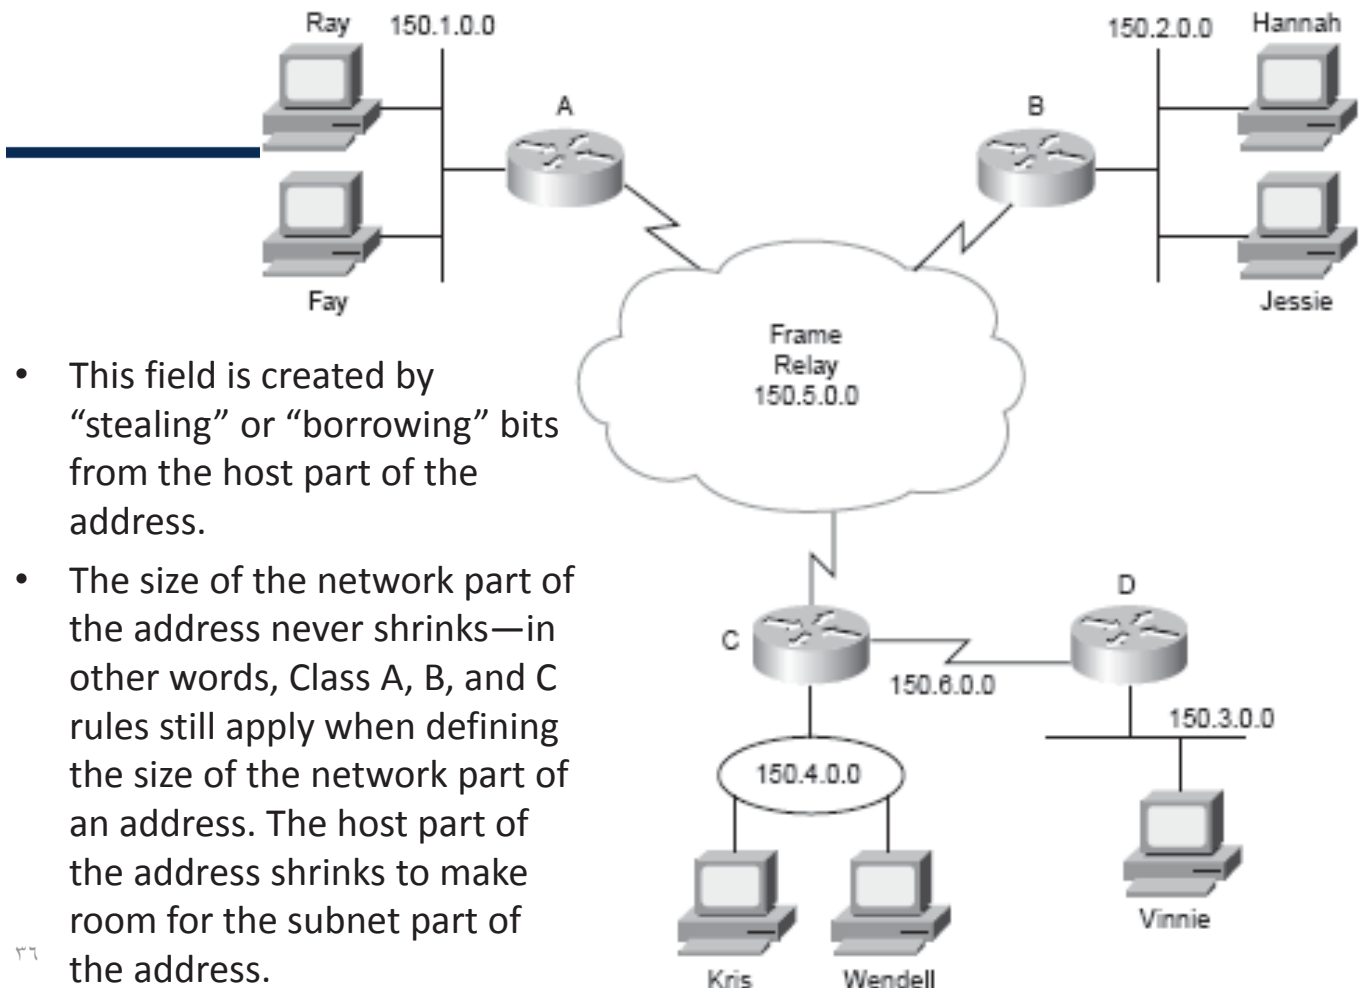 Ray 150.1.0.0
150.2.0.0 Hannah
A
B
Fay
Jessie
Frame
Relay
150.5.0.0
• This field is created by
“stealing” or “borrowing” bits
from the host part of the
address.
• The size of the network part of
the address never shrinks—in
other words, Class A, B, and C
rules still apply when defining
the size of the network part of
an address. The host part of
the address shrinks to make
room for the subnet part of
the address.
C
D
150.6.0.0
150.3.0.0
150.4.0.0
Vinnie
Kris Wendell
٣٦